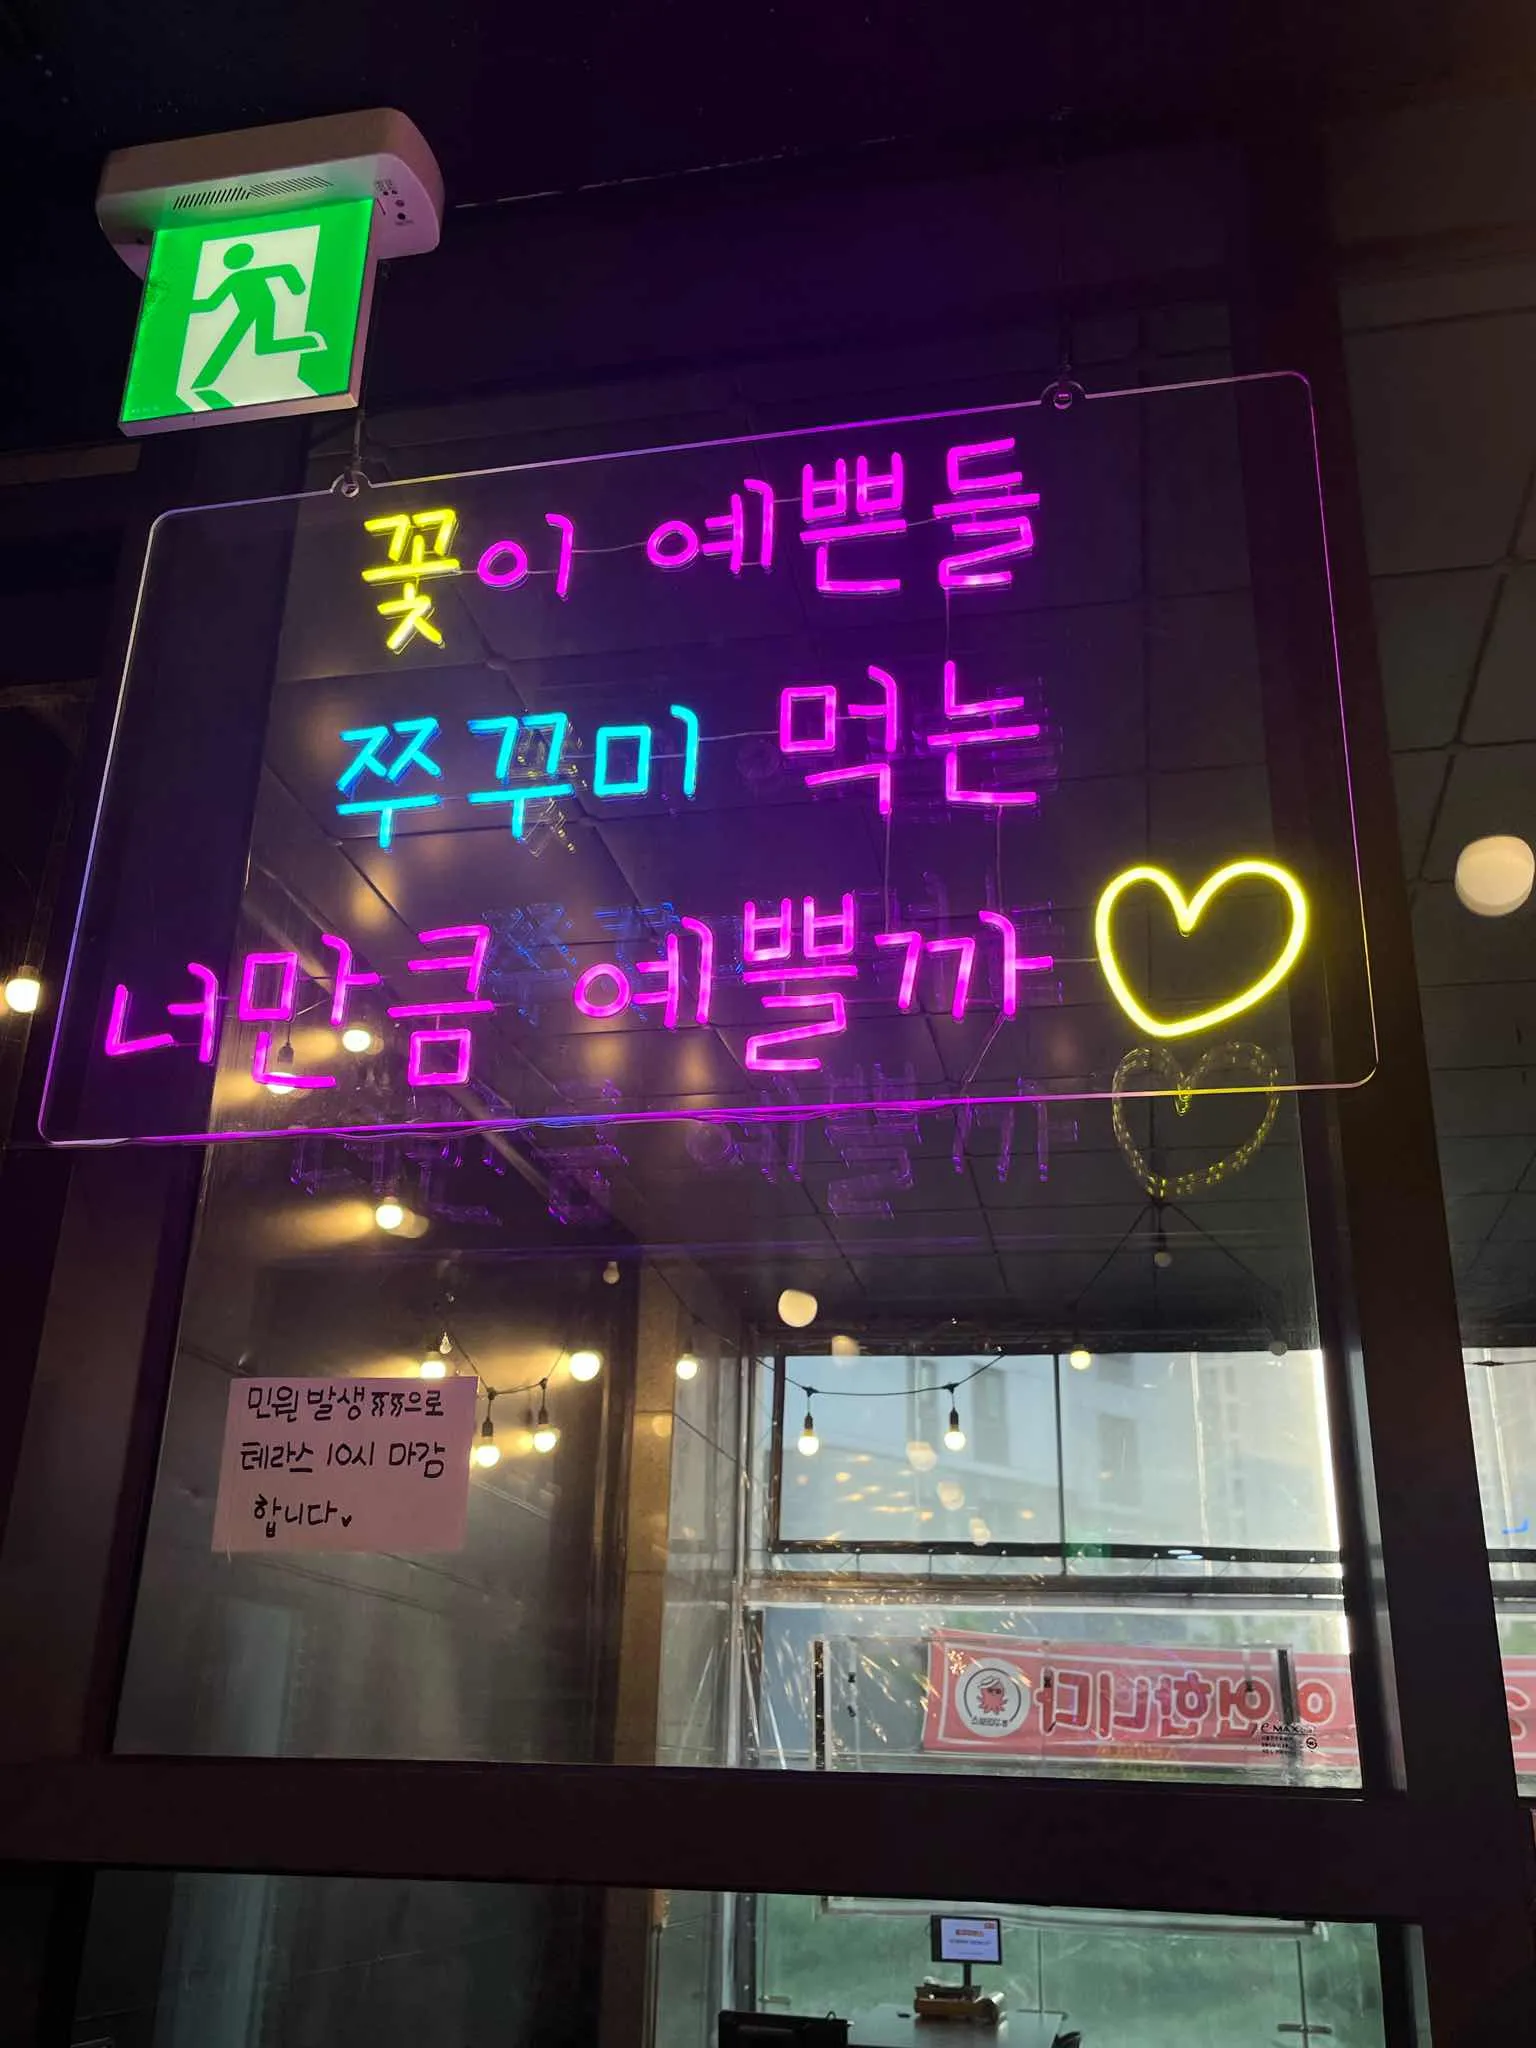 꽃이 예쁜들
쭈꾸미 먹는
너만큼 예쁠까
민원 발생ㅠㅠ으로
테라스 10시 마감
합니다